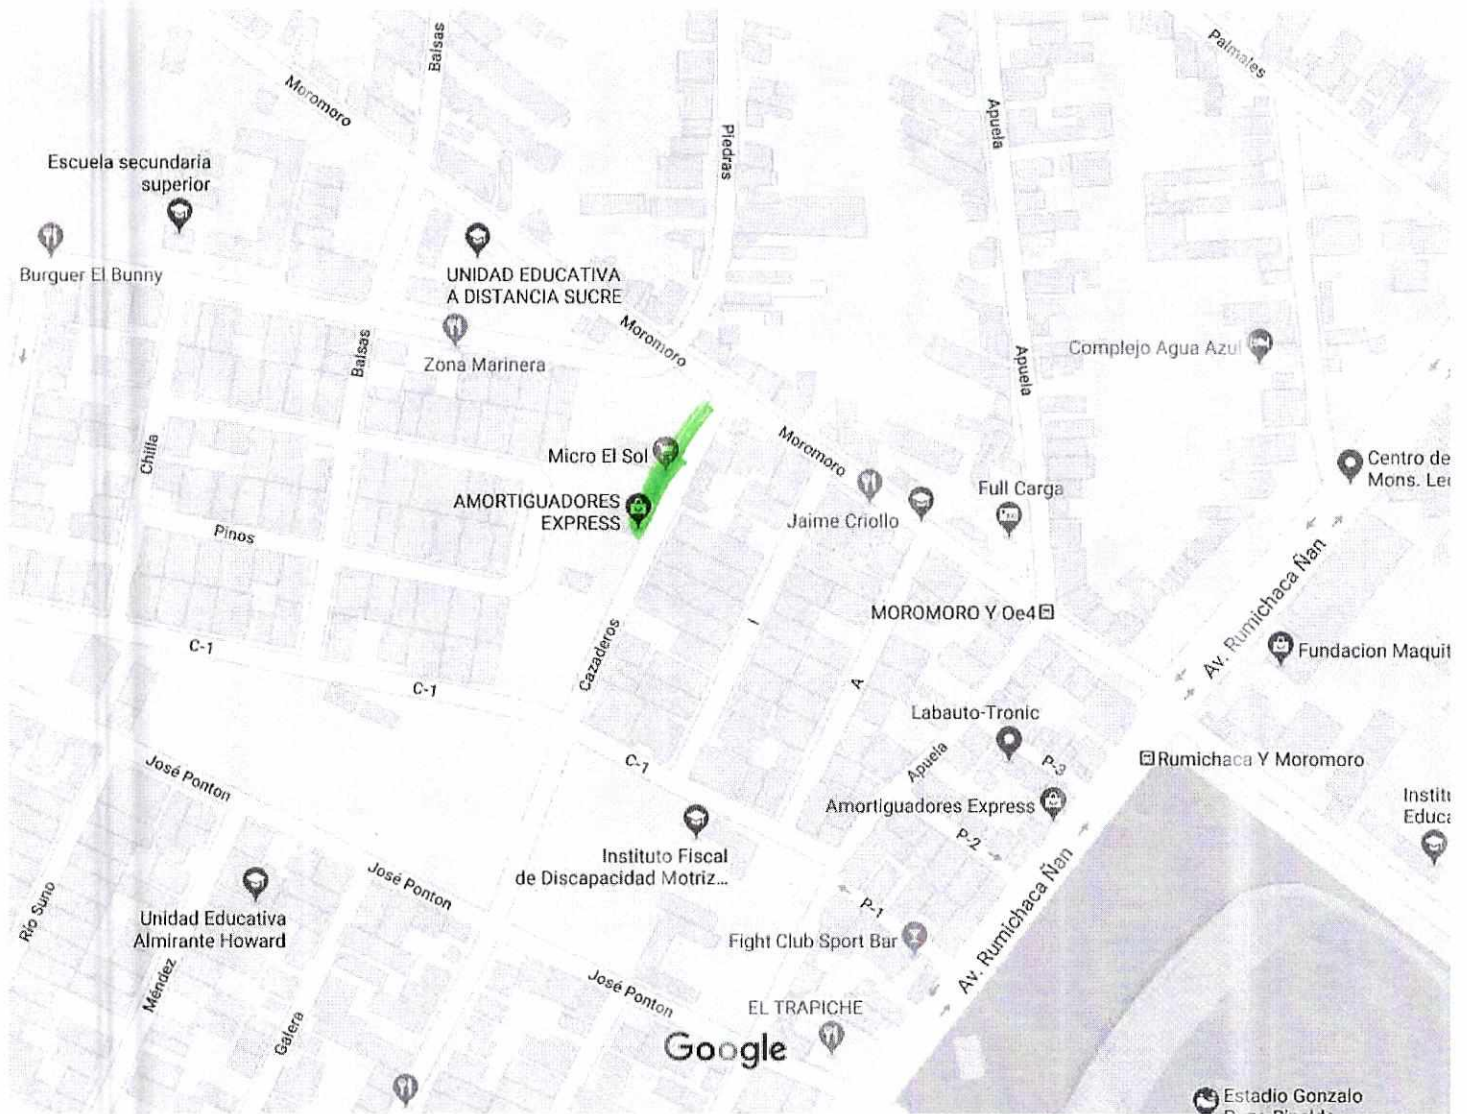 Balsas
Palmales
Moromoro
Apuela
Piedras
Escuela secundaria
superior
Burguer El Bunny
UNIDAD EDUCATIVA
A DISTANCIA SUCRE
Moromoro
Zona Marinera
Balsas
Apuela
Complejo Agua Azul
Chilla
Micro El Sol
Moromoro
Centro de
Mons. Le
AMORTIGUADORES
EXPRESS
Jaime Criollo
Full Carga
Pinos
Av. Rumichaca Ñan
MOROMORO Y Oe4
Cazaderos
I
A
C-1
C-1
Fundacion Maquit
Labauto-Tronic
Apuela
P-3
Rumichaca Y Moromoro
C-1
José Ponton
Amortiguadores Express
P-2
Educa
Instituto Fiscal
de Discapacidad Motriz...
José Ponton
Río Suno
Unidad Educativa
Almirante Howard
P-1
Av. Rumichaca Ñan
Fight Club Sport Bar
Méndez
José Ponton
Galera
EL TRAPICHE
Google
Estadio Gonzalo